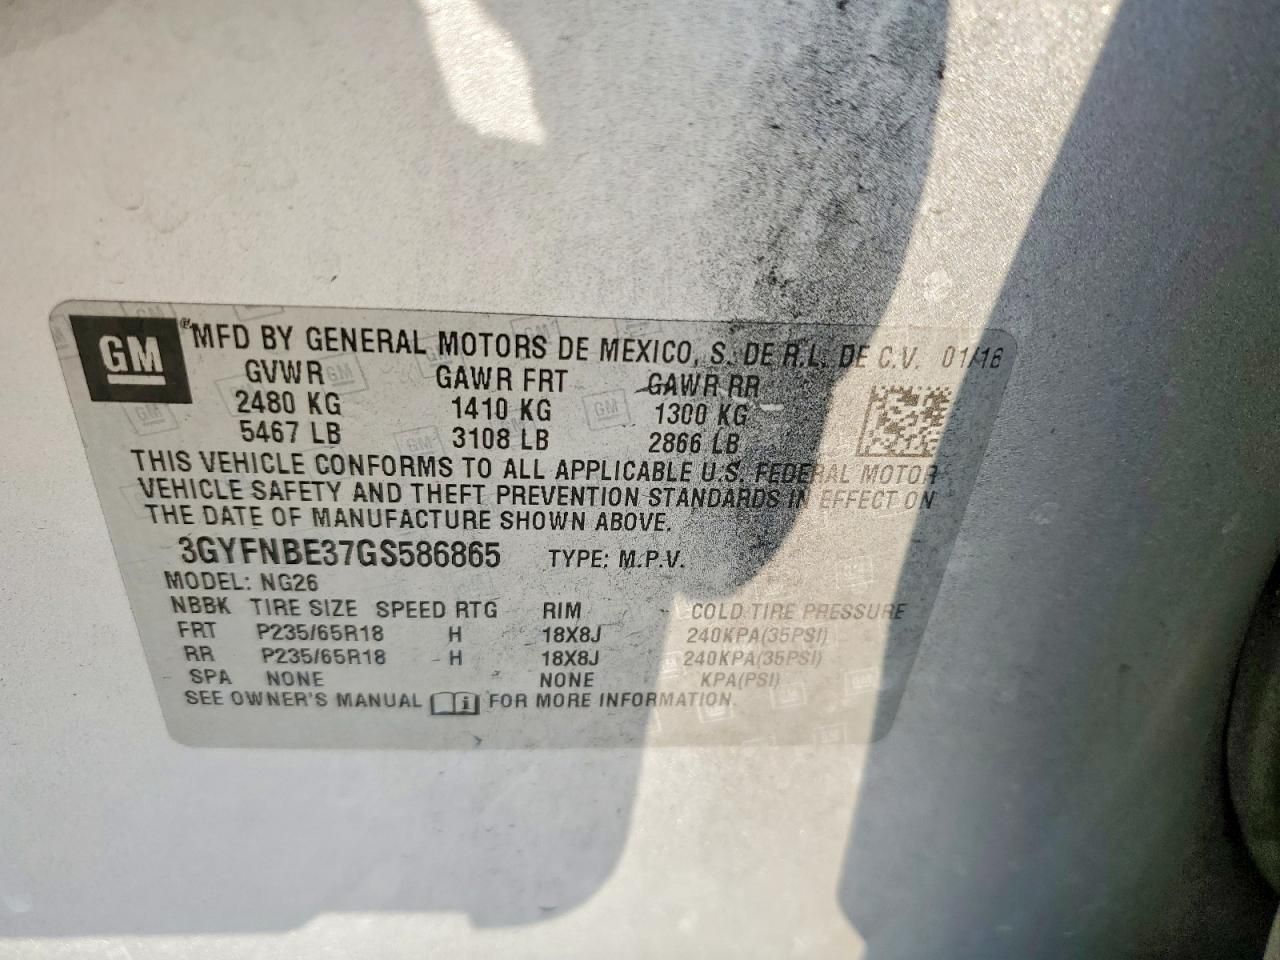 GM ® MFD BY GENERAL MOTORS DE MEXICO, S. DE R.L. DE C.V. 01/16
GVWR GAWR FRT GAWR RR
2480 KG 1410 KG 1300 KG
5467 LB 3108 LB 2866 LB
THIS VEHICLE CONFORMS TO ALL APPLICABLE U.S. FEDERAL MOTOR
VEHICLE SAFETY AND THEFT PREVENTION STANDARDS IN EFFECT ON
THE DATE OF MANUFACTURE SHOWN ABOVE.
3GYFNBE37GS586865 TYPE: M.P.V.
MODEL: NG26
NBBK TIRE SIZE SPEED RTG RIM COLD TIRE PRESSURE
FRT P235/65R18 H 18X8J 240KPA(35PSI)
RR P235/65R18 H 18X8J 240KPA(35PSI)
SPA NONE NONE KPA(PSI)
SEE OWNER'S MANUAL i FOR MORE INFORMATION.